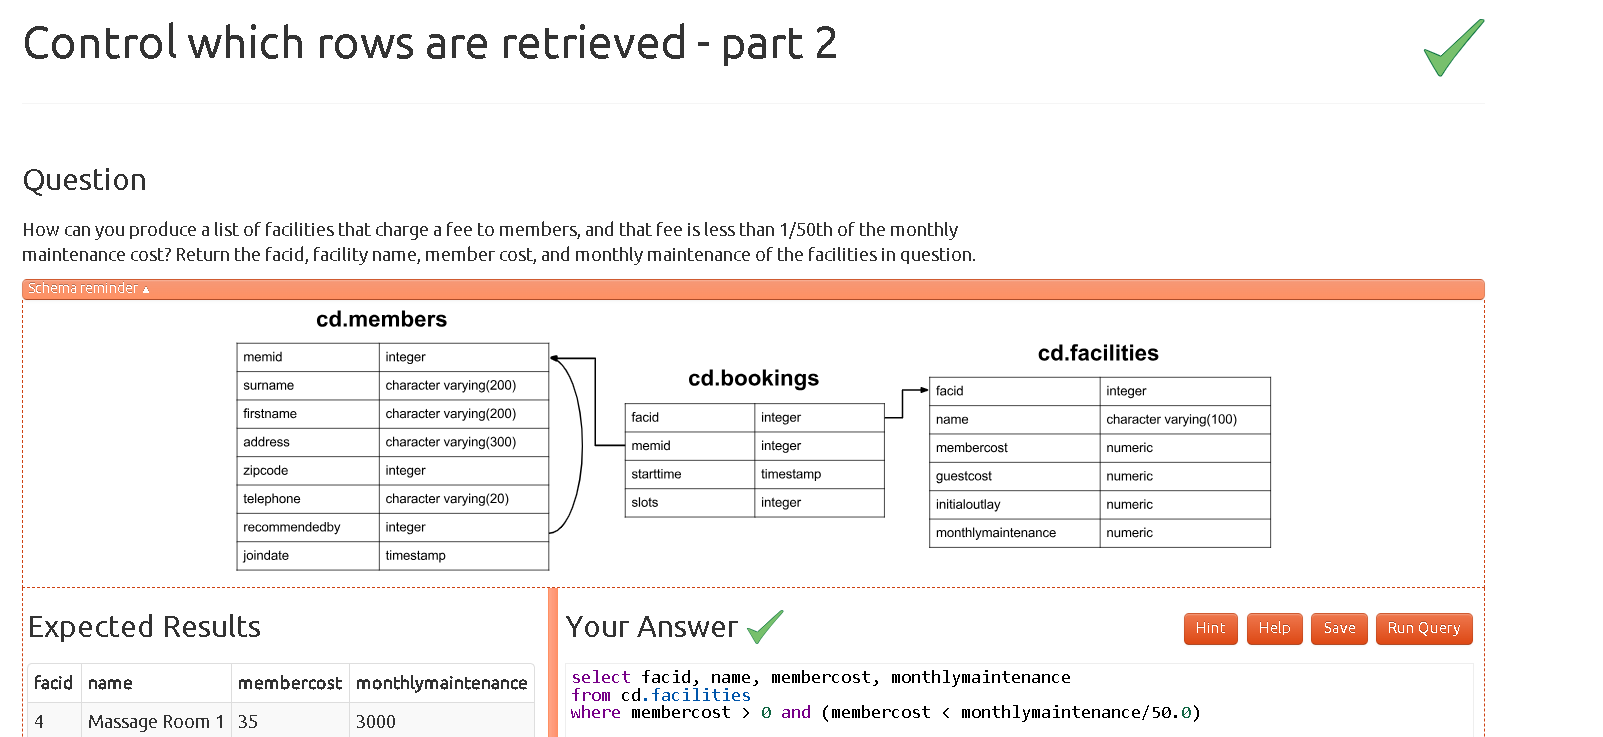 Control which rows are retrieved - part 2
Question
How can you produce a list of facilities that charge a fee to members, and that fee is less than 1/50th of the monthly
maintenance cost? Return the facid, facility name, member cost, and monthly maintenance of the facilities in question.
Schema reminder ▴
cd.members
memid integer
surname character varying(200)
firstname character varying(200)
address character varying(300)
zipcode integer
telephone character varying(20)
recommendedby integer
joindate timestamp
cd.bookings
facid integer
memid integer
starttime timestamp
slots integer
cd.facilities
facid integer
name character varying(100)
membercost numeric
guestcost numeric
initialoutlay numeric
monthlymaintenance numeric
Expected Results
facid name membercost monthlymaintenance
4 Massage Room 1 35 3000
Your Answer
Hint Help Save Run Query
select facid, name, membercost, monthlymaintenance
from cd.facilities
where membercost > 0 and (membercost < monthlymaintenance/50.0)